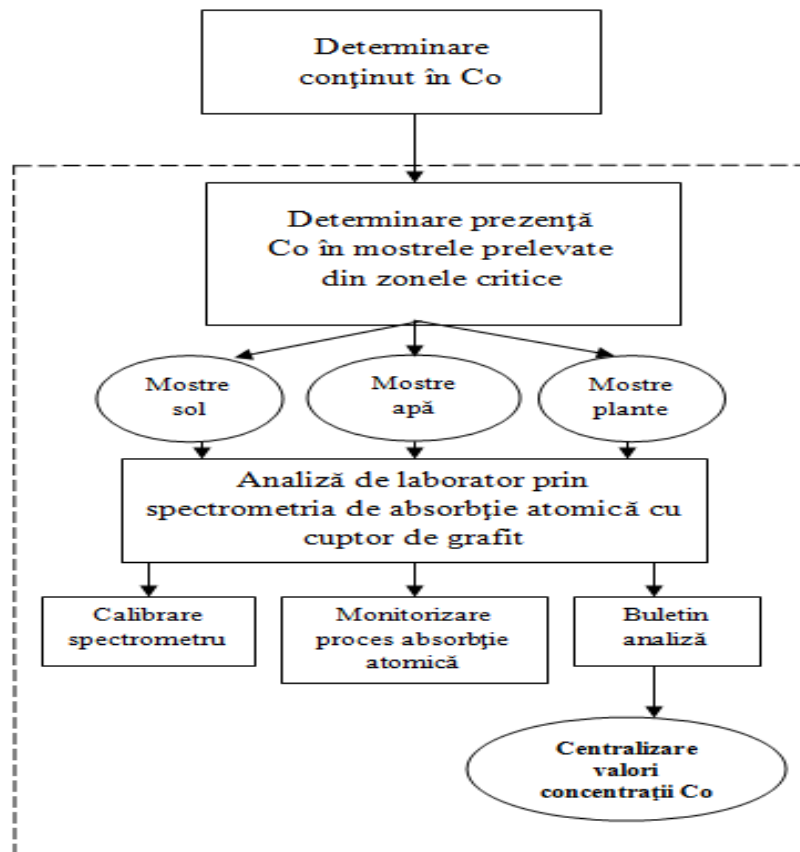 Determinare
conţinut în Co
Determinare prezenţă
Co în mostrele prelevate
din zonele critice
Mostre
sol
Mostre
apă
Mostre
plante
Analiză de laborator prin
spectrometria de absorbţie atomică cu
cuptor de grafit
Calibrare
spectrometru
Monitorizare
proces absorbţie
atomică
Buletin
analiză
Centralizare
valori
concentraţii Co